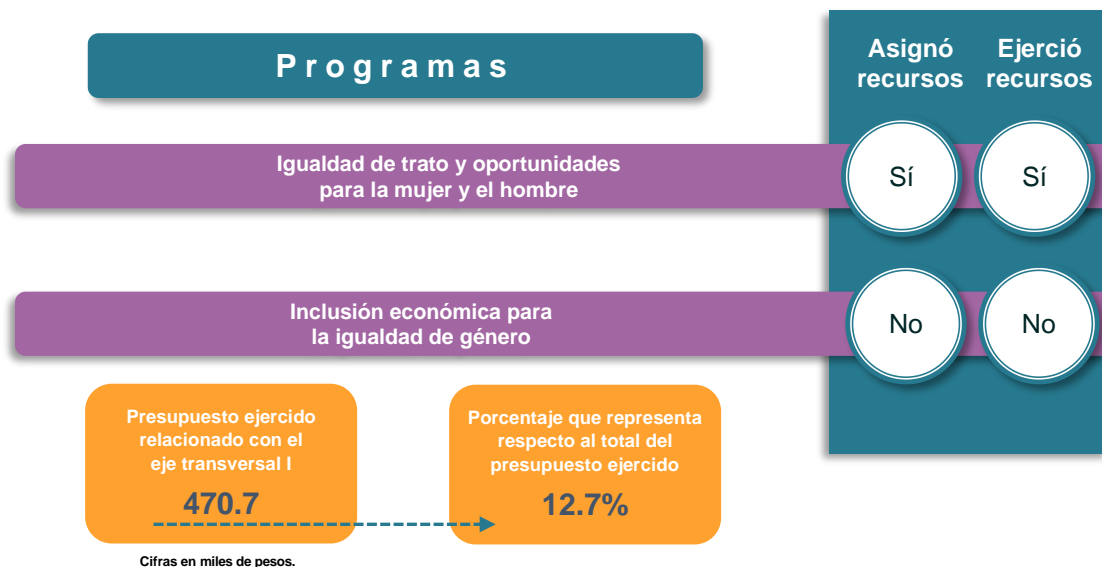 Programas
Asignó
recursos
Ejerció
recursos
Igualdad de trato y oportunidades
para la mujer y el hombre
Sí
Sí
Inclusión económica para
la igualdad de género
No
No
Presupuesto ejercido
relacionado con el
eje transversal I
470.7
Porcentaje que representa
respecto al total del
presupuesto ejercido
12.7%
Cifras en miles de pesos.